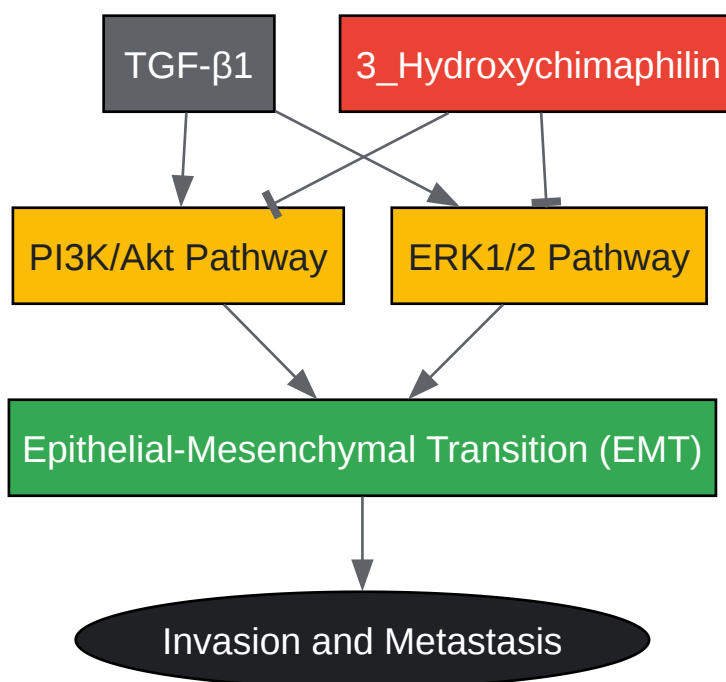 TGF-β1
3_Hydroxychimaphilin
PI3K/Akt Pathway
ERK1/2 Pathway
Epithelial-Mesenchymal Transition (EMT)
Invasion and Metastasis